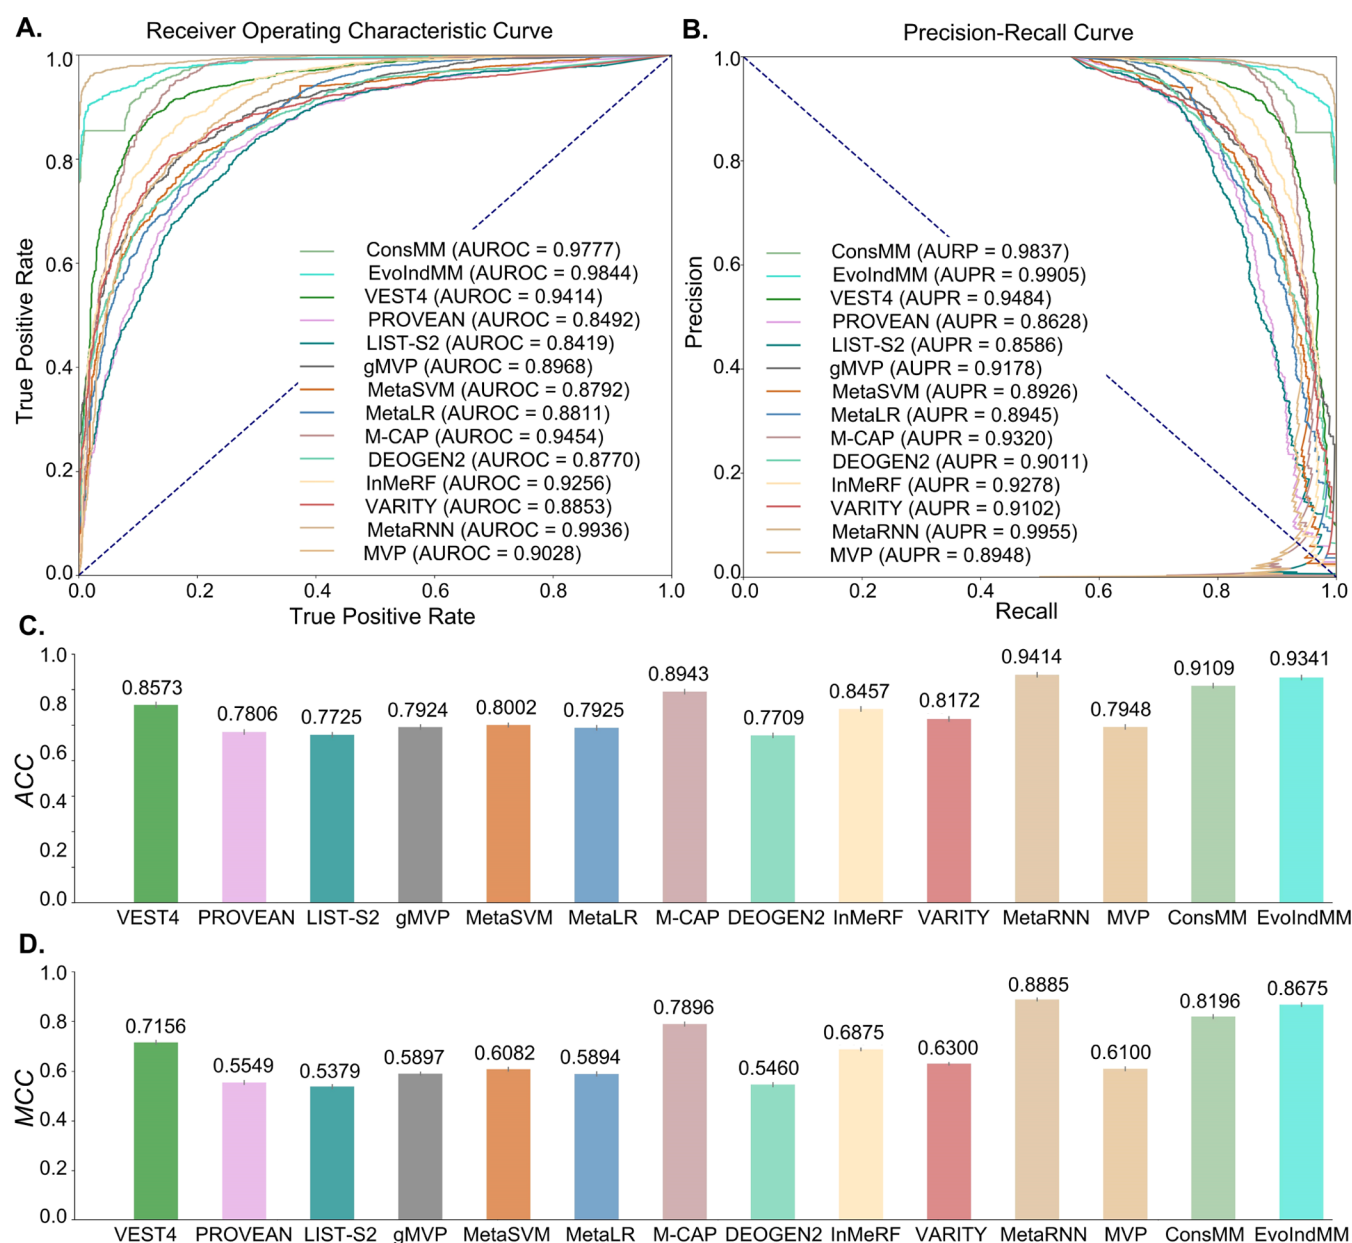 A.
Receiver Operating Characteristic Curve
True Positive Rate
1.0
0.8
0.6
0.4
0.2
0.0
ConsMM (AUROC = 0.9777)
EvoIndMM (AUROC = 0.9844)
VEST4 (AUROC = 0.9414)
PROVEAN (AUROC = 0.8492)
LIST-S2 (AUROC = 0.8419)
gMVP (AUROC = 0.8968)
MetaSVM (AUROC = 0.8792)
MetaLR (AUROC = 0.8811)
M-CAP (AUROC = 0.9454)
DEOGEN2 (AUROC = 0.8770)
InMeRF (AUROC = 0.9256)
VARITY (AUROC = 0.8853)
MetaRNN (AUROC = 0.9936)
MVP (AUROC = 0.9028)
0.0 0.2 0.4 0.6 0.8 1.0
True Positive Rate
B.
Precision-Recall Curve
Precision
1.0
0.8
0.6
0.4
0.2
0.0
ConsMM (AURP = 0.9837)
EvoIndMM (AUPR = 0.9905)
VEST4 (AUPR = 0.9484)
PROVEAN (AUPR = 0.8628)
LIST-S2 (AUPR = 0.8586)
gMVP (AUPR = 0.9178)
MetaSVM (AUPR = 0.8926)
MetaLR (AUPR = 0.8945)
M-CAP (AUPR = 0.9320)
DEOGEN2 (AUPR = 0.9011)
InMeRF (AUPR = 0.9278)
VARITY (AUPR = 0.9102)
MetaRNN (AUPR = 0.9955)
MVP (AUPR = 0.8948)
0.0 0.2 0.4 0.6 0.8 1.0
Recall
C.
ACC
1.0
0.8
0.6
0.4
0.2
0.0
0.8573 0.7806 0.7725 0.7924 0.8002 0.7925 0.8943 0.7709 0.8457 0.8172 0.9414 0.7948 0.9109 0.9341
VEST4 PROVEAN LIST-S2 gMVP MetaSVM MetaLR M-CAP DEOGEN2 InMeRF VARITY MetaRNN MVP ConsMM EvoIndMM
D.
MCC
1.0
0.8
0.6
0.4
0.2
0.0
0.7156 0.5549 0.5379 0.5897 0.6082 0.5894 0.7896 0.5460 0.6875 0.6300 0.8885 0.6100 0.8196 0.8675
VEST4 PROVEAN LIST-S2 gMVP MetaSVM MetaLR M-CAP DEOGEN2 InMeRF VARITY MetaRNN MVP ConsMM EvoIndMM